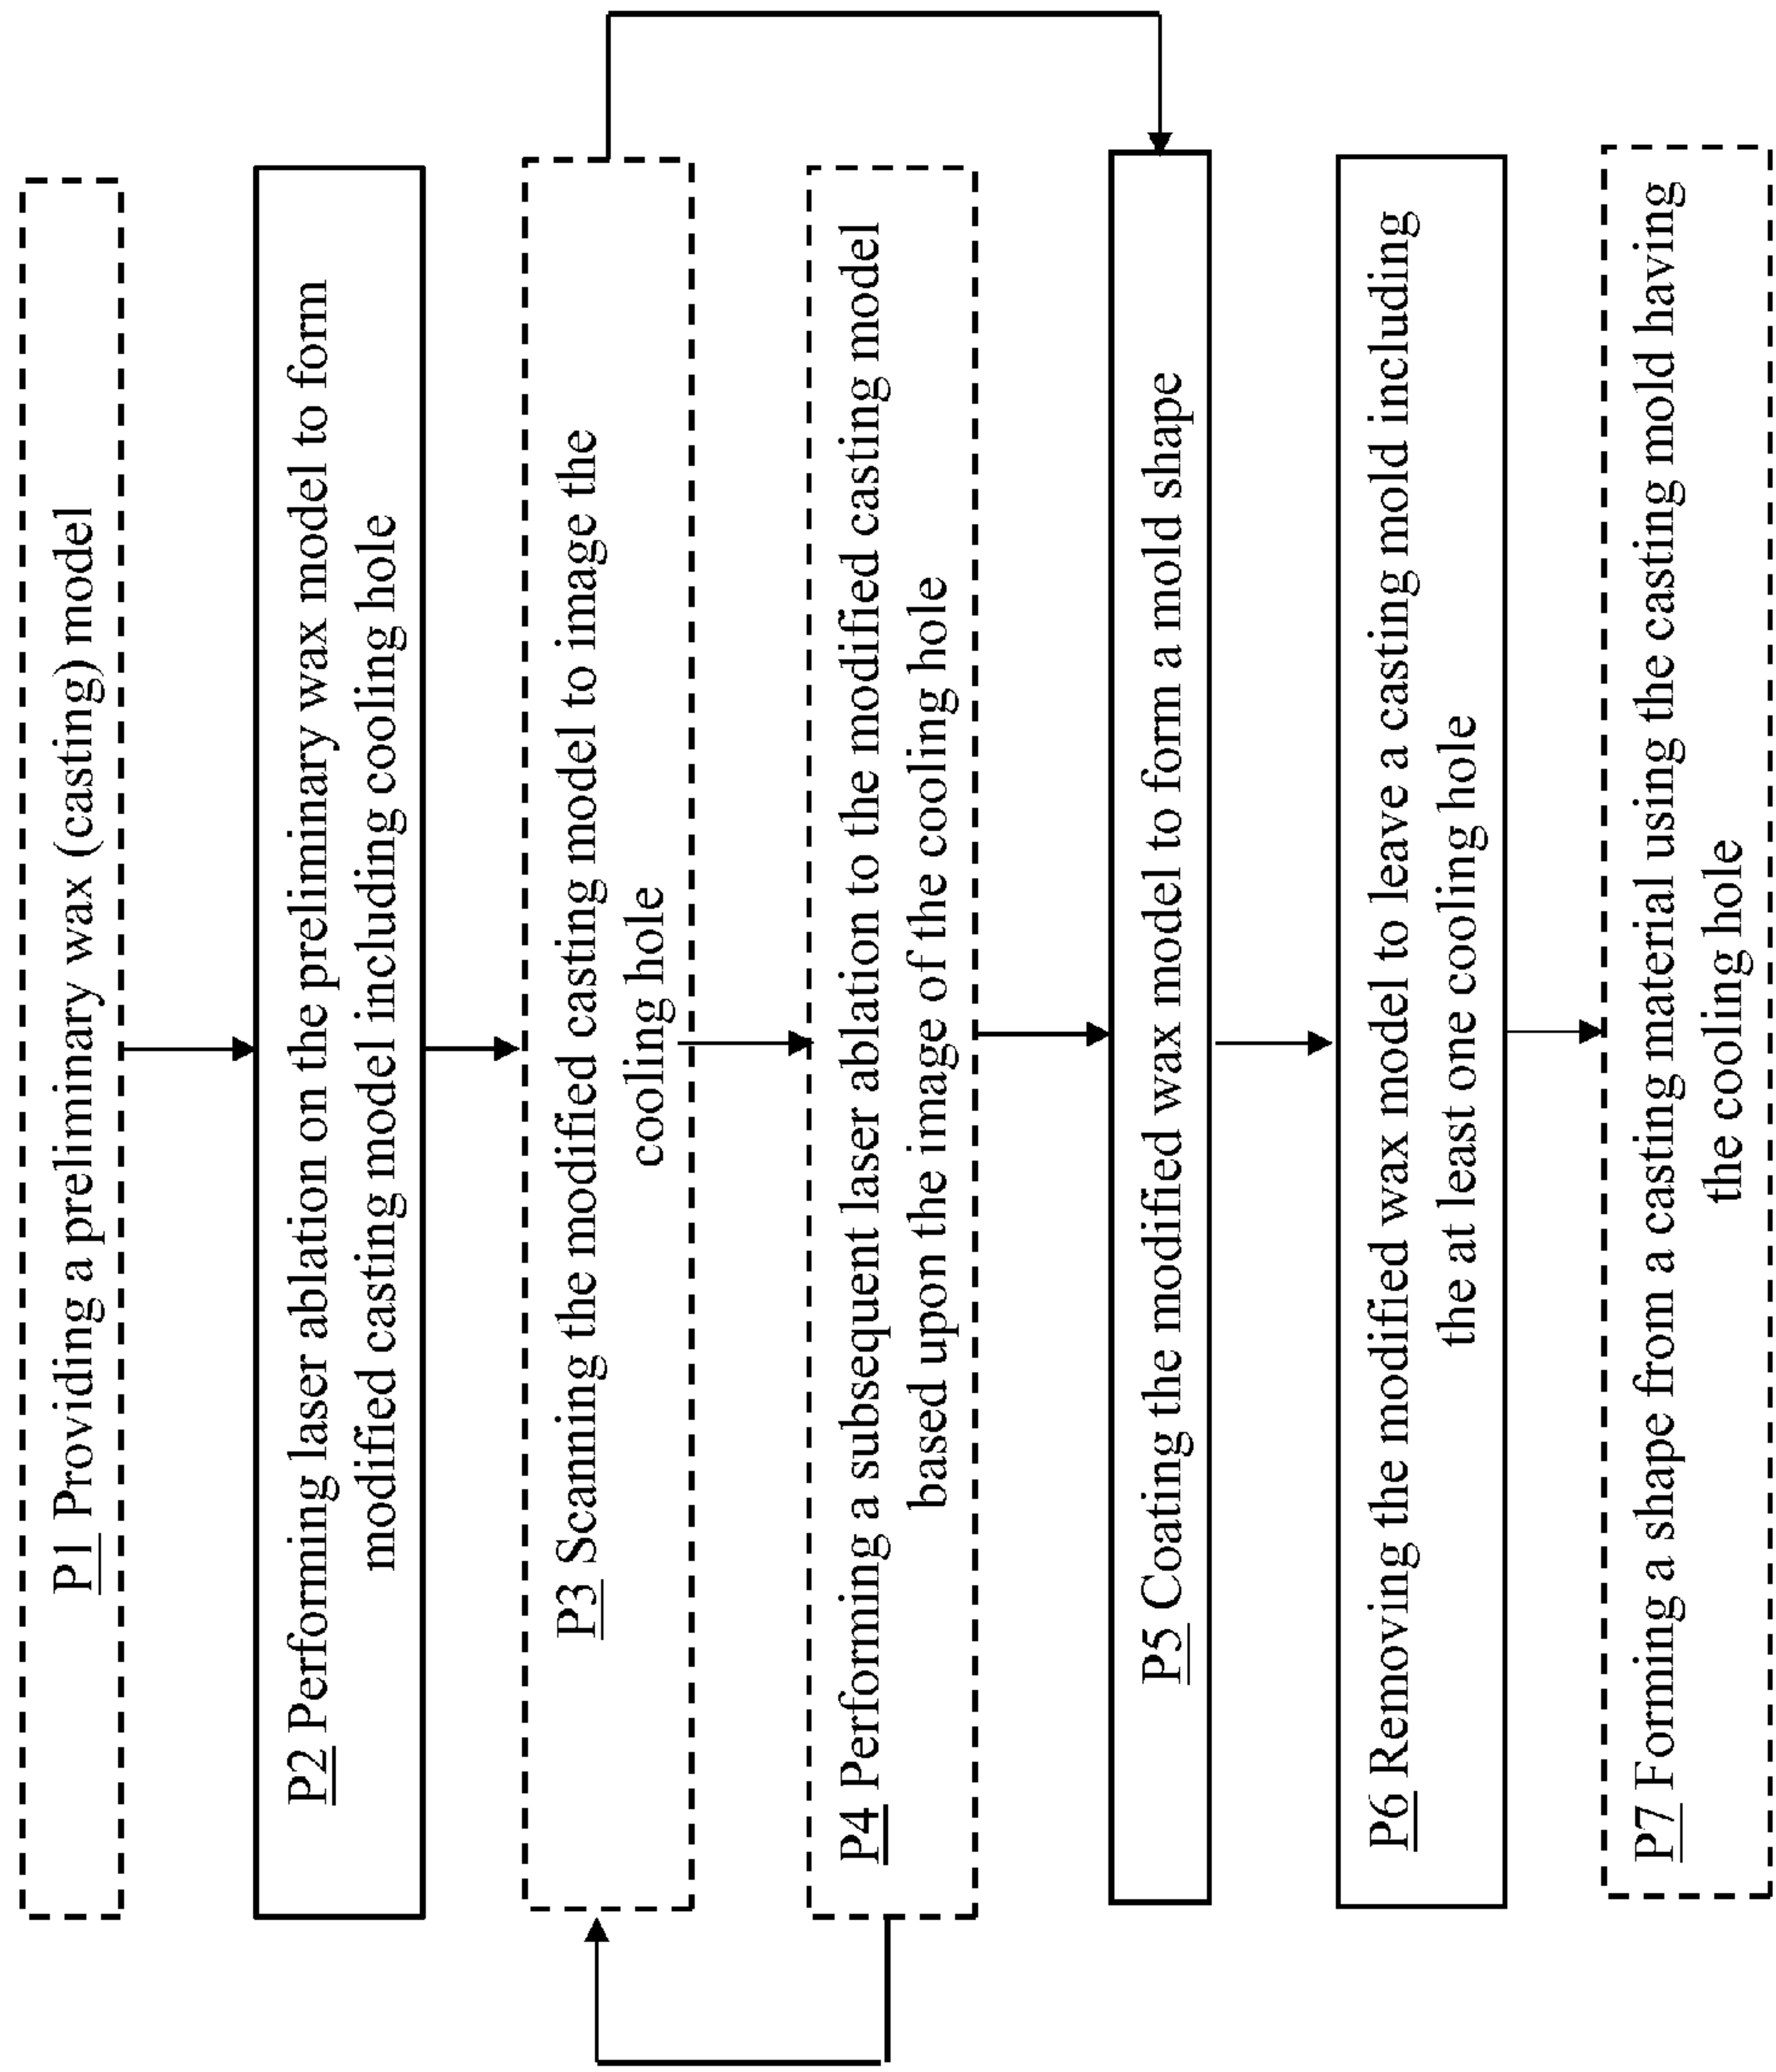 P1 Providing a preliminary wax (casting) model
P2 Performing laser ablation on the preliminary wax model to form
modified casting model including cooling hole
P3 Scanning the modified casting model to image the
cooling hole
P4 Performing a subsequent laser ablation to the modified casting model
based upon the image of the cooling hole
P5 Coating the modified wax model to form a mold shape
P6 Removing the modified wax model to leave a casting mold including
the at least one cooling hole
P7 Forming a shape from a casting material using the casting mold having
the cooling hole